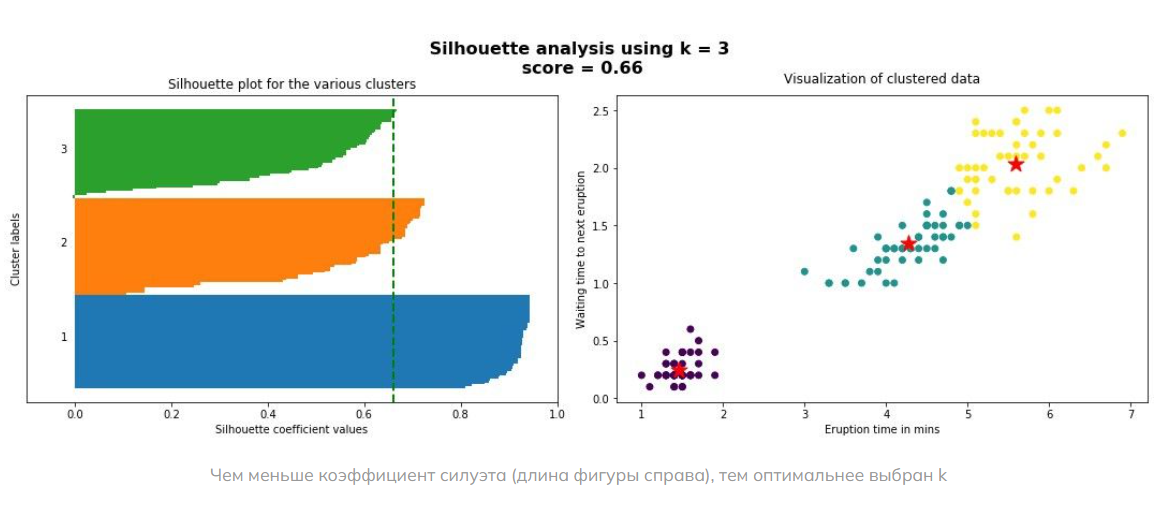 Silhouette analysis using k = 3
score = 0.66
Silhouette plot for the various clusters
Cluster labels
3
2
1
0.0 0.2 0.4 0.6 0.8 1.0
Silhouette coefficient values
Visualization of clustered data
Waiting time to next eruption
2.5
2.0
1.5
1.0
0.5
0.0
1 2 3 4 5 6 7
Eruption time in mins
Чем меньше коэффициент силуэта (длина фигуры справа), тем оптимальнее выбран k